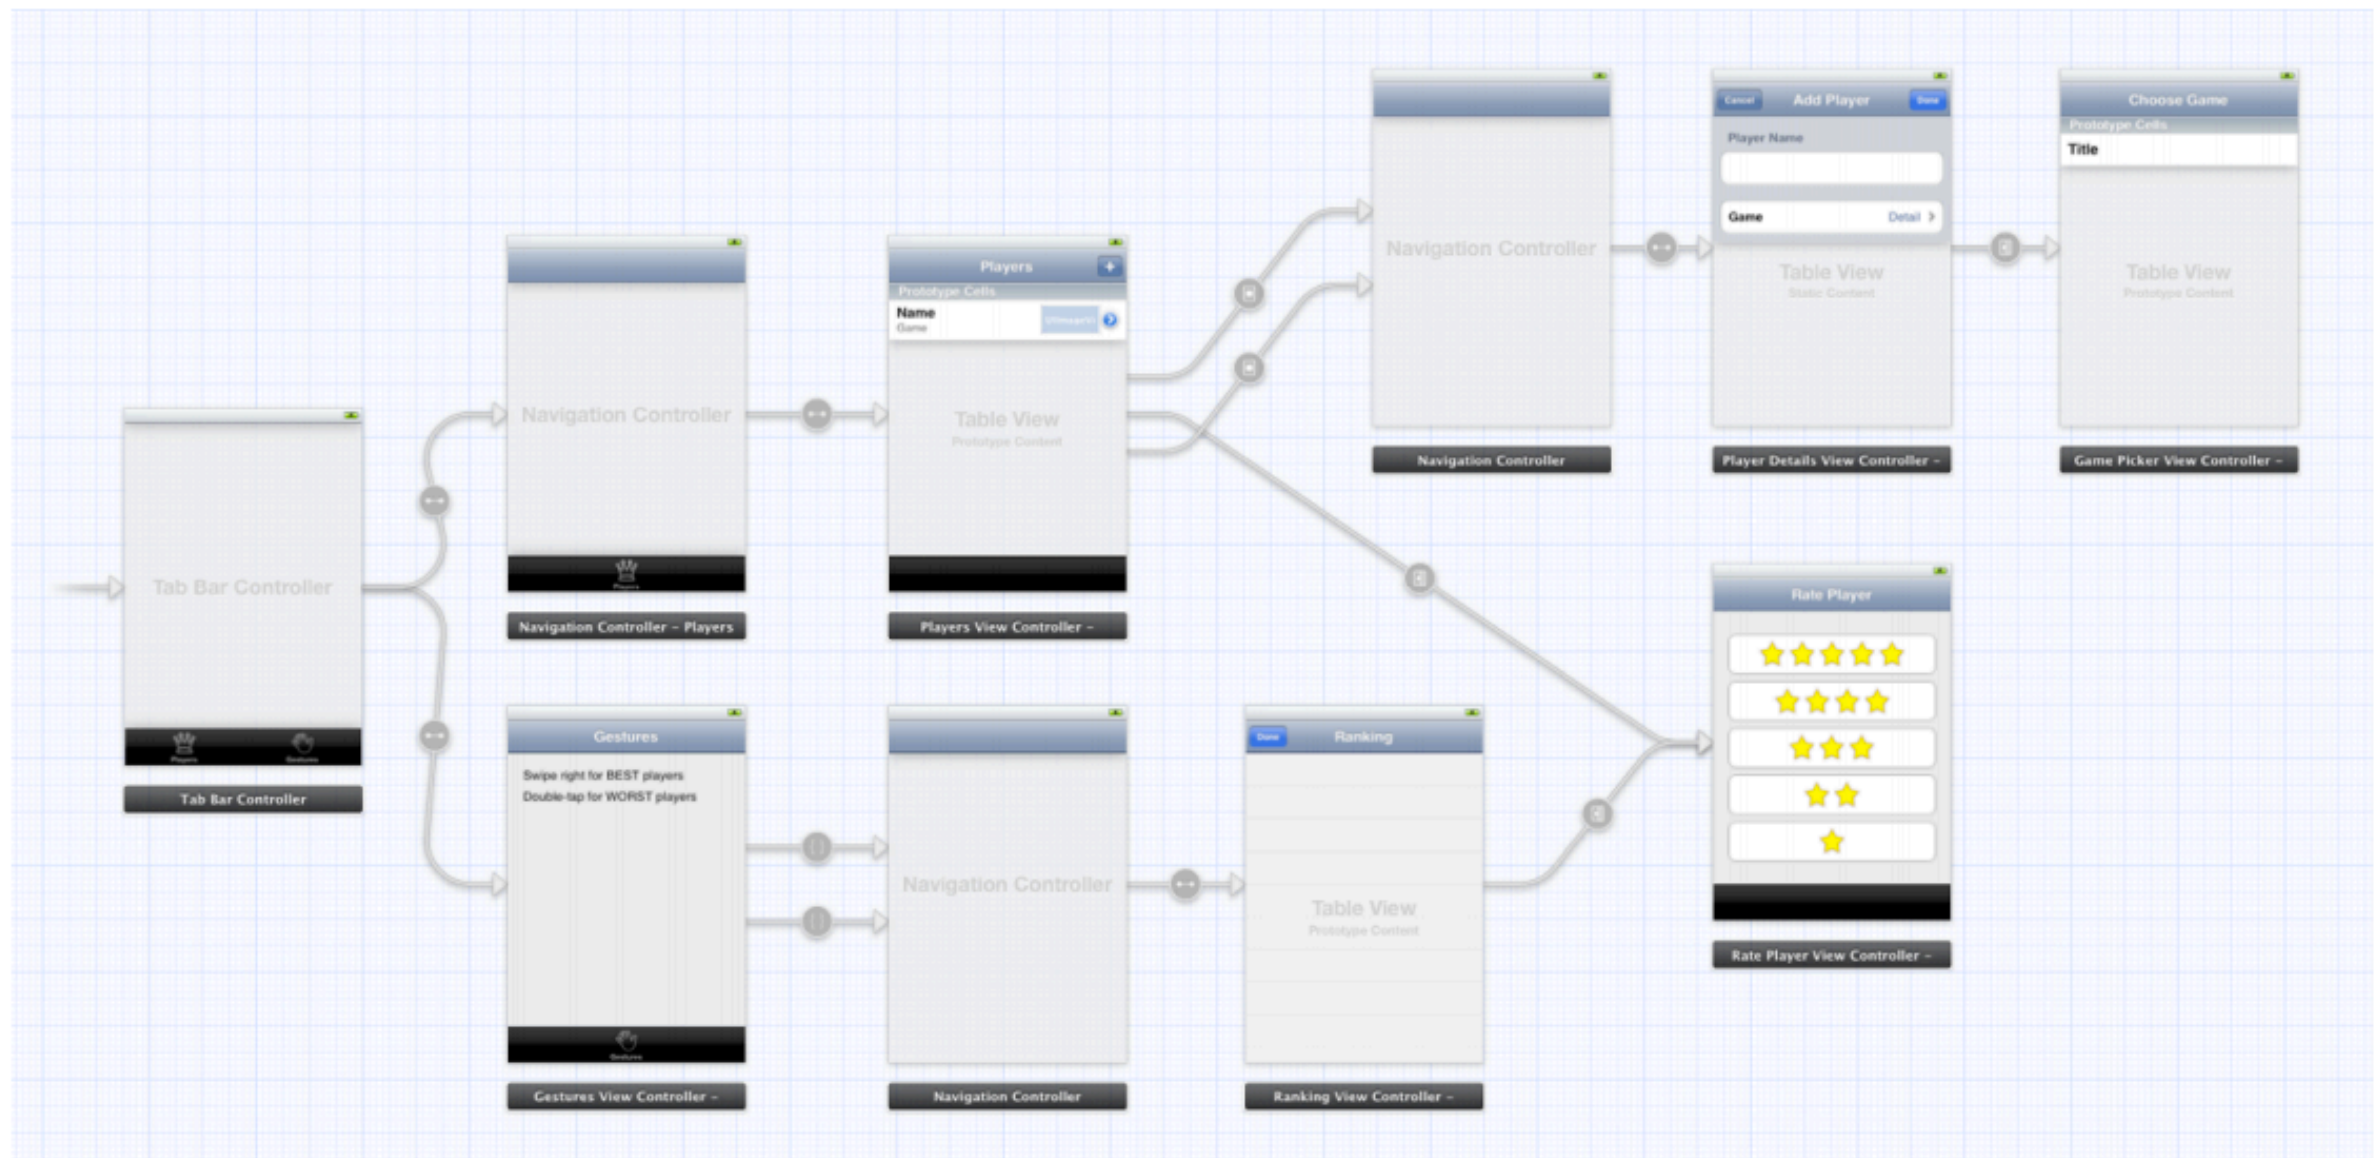 Navigation Controller
Navigation Controller
Cancel
Add Player
Done
Player Name
Game
Detail
Table View
Static Content
Player Details View Controller –
Choose Game
Prototype Cells
Title
Table View
Prototype Content
Game Picker View Controller –
Navigation Controller
Players
Navigation Controller – Players
Players
+
Prototype Cells
Name
Game
Table View
Prototype Content
Players View Controller –
Tab Bar Controller
Players
Gestures
Tab Bar Controller
Rate Player
Rate Player View Controller –
Gestures
Swipe right for BEST players
Double-tap for WORST players
Gestures
Gestures View Controller –
Navigation Controller
Navigation Controller
Done
Ranking
Table View
Prototype Content
Ranking View Controller –